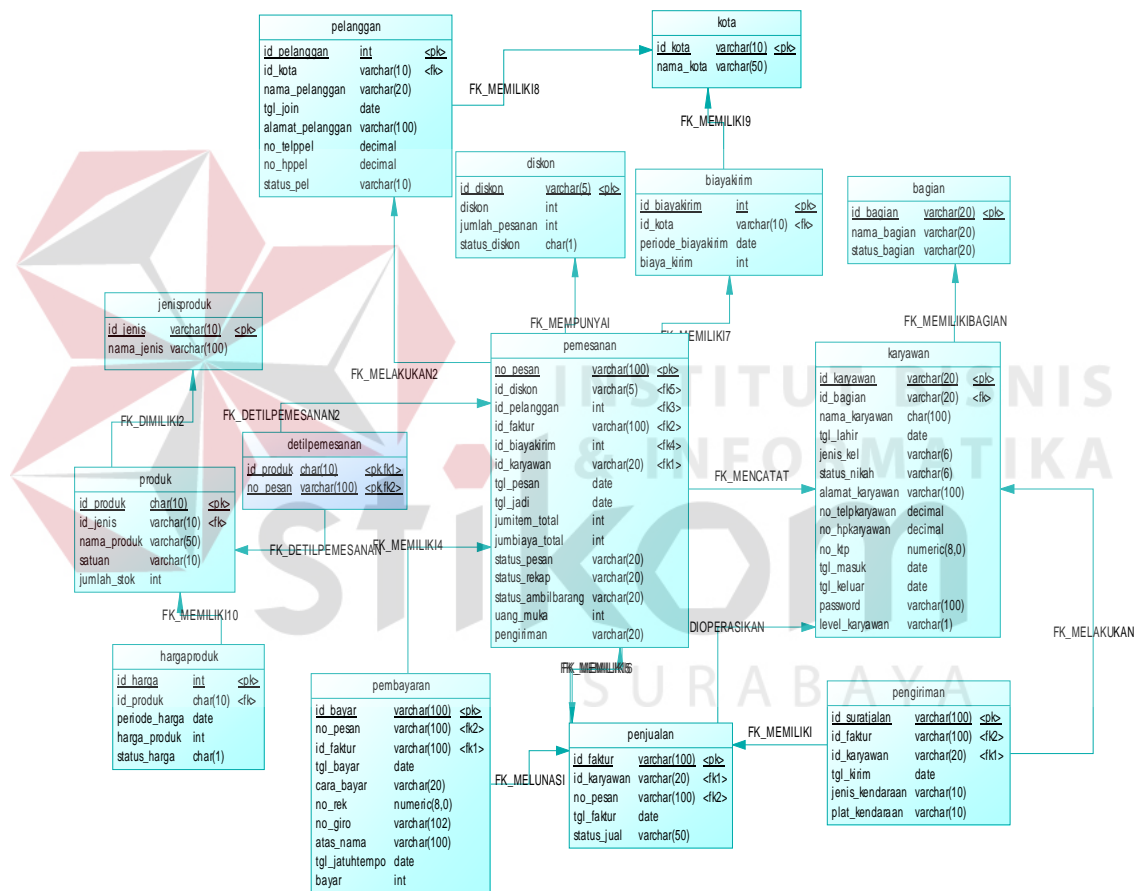 pelanggan
id_pelanggan int <pk>
id_kota varchar(10) <fk>
nama_pelanggan varchar(20)
tgl_join date
alamat_pelanggan varchar(100)
no_telppel decimal
no_hppel decimal
status_pel varchar(10)
kota
id_kota varchar(10) <pk>
nama_kota varchar(50)
FK_MEMILIKI8
FK_MEMILIKI9
diskon
id_diskon varchar(5) <pk>
diskon int
jumlah_pesanan int
status_diskon char(1)
biayakirim
id_biayakirim int <pk>
id_kota varchar(10) <fk>
periode_biayakirim date
biaya_kirim int
bagian
id_bagian varchar(20) <pk>
nama_bagian varchar(20)
status_bagian varchar(20)
jenisproduk
id_jenis varchar(10) <pk>
nama_jenis varchar(100)
FK_MEMPUNYAI
FK_MEMILIKI7
FK_MEMILIKIBAGIAN
FK_MELAKUKAN2
FK_DIMILIKI2
FK_DETILPEMESANAN2
pemesanan
no_pesan varchar(100) <pk>
id_diskon varchar(5) <fk5>
id_pelanggan int <fk3>
id_faktur varchar(100) <fk2>
id_biayakirim int <fk4>
id_karyawan varchar(20) <fk1>
tgl_pesan date
tgl_jadi date
jumitem_total int
jumbiaya_total int
status_pesan varchar(20)
status_rekap varchar(20)
status_ambilbarang varchar(20)
uang_muka int
pengiriman varchar(20)
karyawan
id_karyawan varchar(20) <pk>
id_bagian varchar(20) <fk>
nama_karyawan char(100)
tgl_lahir date
jenis_kel varchar(6)
status_nikah varchar(6)
alamat_karyawan varchar(100)
no_telpkaryawan decimal
no_hpkaryawan decimal
no_ktp numeric(8,0)
tgl_masuk date
tgl_keluar date
password varchar(100)
level_karyawan varchar(1)
detilpemesanan
id_produk char(10) <pk,fk1>
no_pesan varchar(100) <pk,fk2>
produk
id_produk char(10) <pk>
id_jenis varchar(10) <fk>
nama_produk varchar(50)
satuan varchar(10)
jumlah_stok int
FK_MENCATAT
FK_DETILPEMESANAN
FK_MEMILIKI4
FK_MEMILIKI10
DIOPERASIKAN
FK_MELAKUKAN
hargaproduk
id_harga int <pk>
id_produk char(10) <fk>
periode_harga date
harga_produk int
status_harga char(1)
pembayaran
id_bayar varchar(100) <pk>
no_pesan varchar(100) <fk2>
id_faktur varchar(100) <fk1>
tgl_bayar date
cara_bayar varchar(20)
no_rek numeric(8,0)
no_giro varchar(102)
atas_nama varchar(100)
tgl_jatuhtempo date
bayar int
FK_MELUNASI
penjualan
id_faktur varchar(100) <pk>
id_karyawan varchar(20) <fk1>
no_pesan varchar(100) <fk2>
tgl_faktur date
status_jual varchar(50)
FK_MEMILIKI
pengiriman
id_suratjalan varchar(100) <pk>
id_faktur varchar(100) <fk2>
id_karyawan varchar(20) <fk1>
tgl_kirim date
jenis_kendaraan varchar(10)
plat_kendaraan varchar(10)
INSTITUT BISNIS
& INFORMATIKA
stikom
SURABAYA